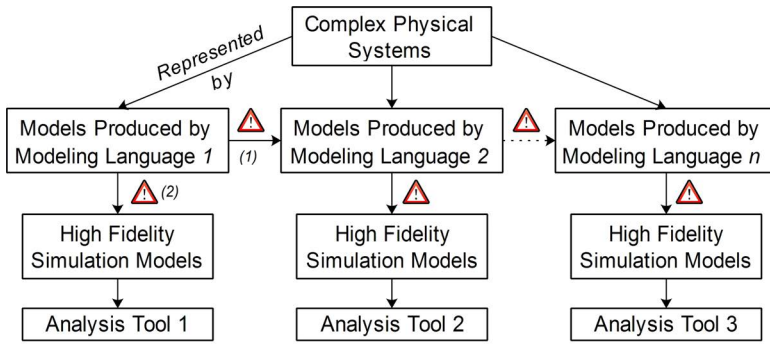 Complex Physical
Systems
Represented
by
Models Produced by
Modeling Language 1
!
(1)
Models Produced by
Modeling Language 2
!
Models Produced by
Modeling Language n
!
(2)
!
!
High Fidelity
Simulation Models
High Fidelity
Simulation Models
High Fidelity
Simulation Models
Analysis Tool 1
Analysis Tool 2
Analysis Tool 3